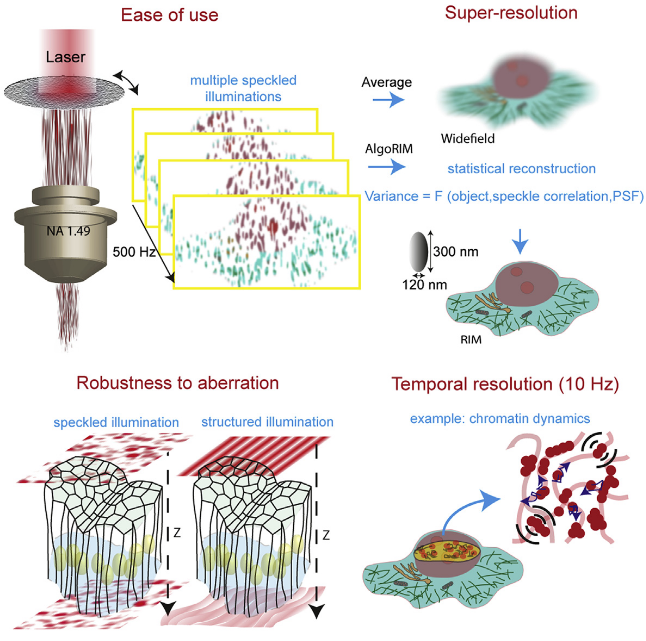 Ease of use
Super-resolution
Laser
multiple speckled
illuminations
Average
Widefield
AlgoRIM
statistical reconstruction
Variance = F (object,speckle correlation,PSF)
NA 1.49
500 Hz
300 nm
120 nm
RIM
Robustness to aberration
Temporal resolution (10 Hz)
speckled illumination
structured illumination
example: chromatin dynamics
Z
Z